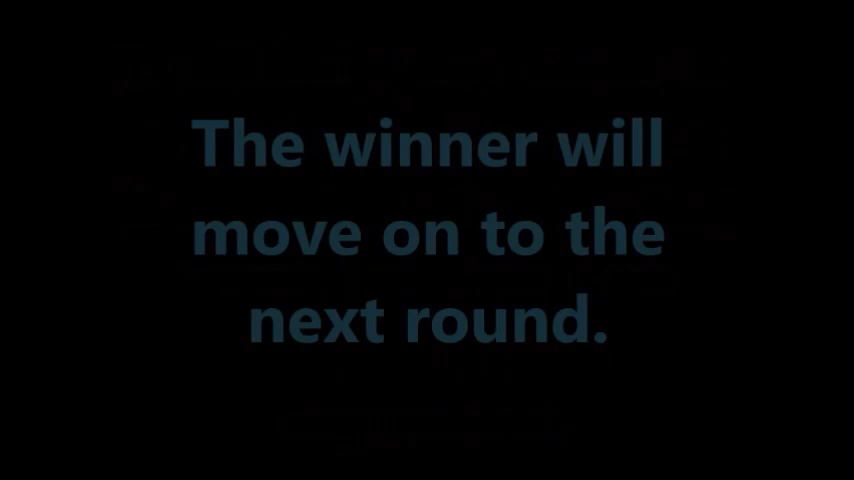 The winner will
move on to the
next round.